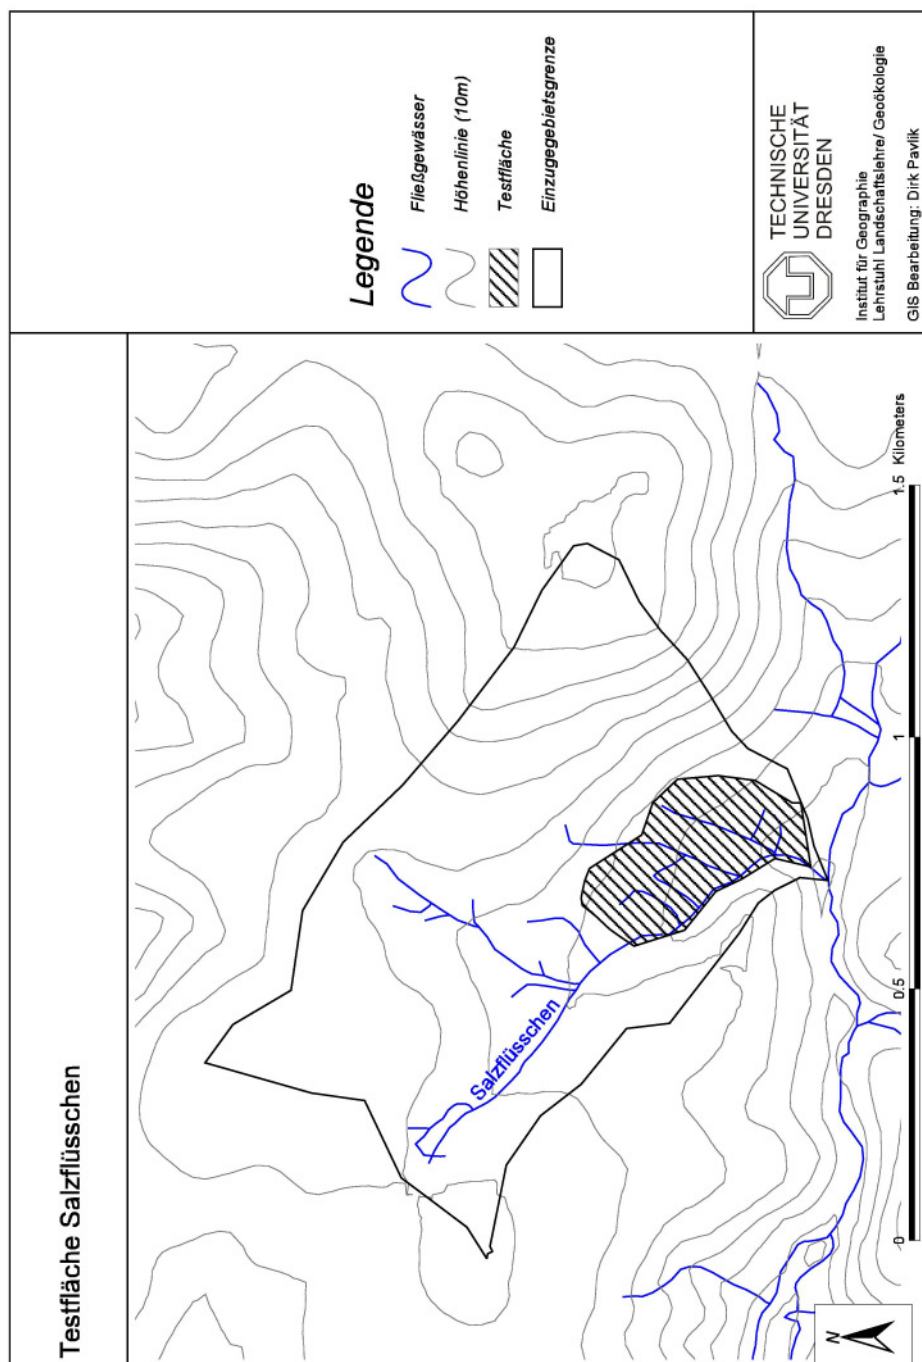 Testfläche Salzflüsschen
Legende
Fließgewässer
Höhenlinie (10m)
Testfläche
Einzugegebietsgrenze
Salzflüsschen
N
0 0.5 1 1.5 Kilometers
TECHNISCHE
UNIVERSITÄT
DRESDEN
Institut für Geographie
Lehrstuhl Landschaftslehre/ Geoökologie
GIS Bearbeitung: Dirk Pavlik